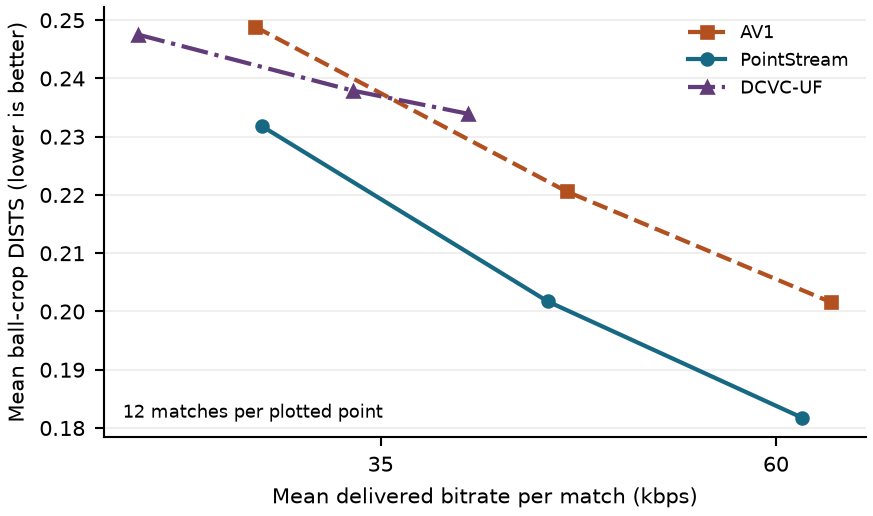 Mean ball-crop DISTS (lower is better)
0.25
0.24
0.23
0.22
0.21
0.20
0.19
0.18
AV1
PointStream
DCVC-UF
12 matches per plotted point
35
60
Mean delivered bitrate per match (kbps)